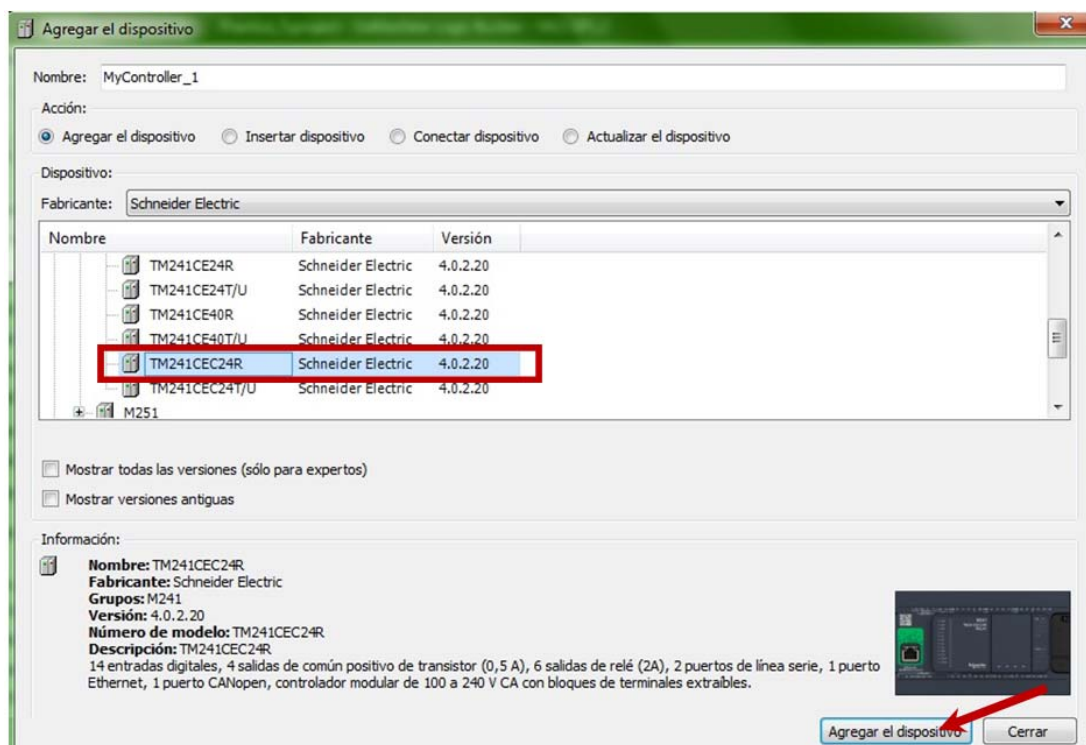 Agregar el dispositivo
Nombre: MyController_1
Acción:
Agregar el dispositivo Insertar dispositivo Conectar dispositivo Actualizar el dispositivo
Dispositivo:
Fabricante: Schneider Electric
Nombre Fabricante Versión
TM241CE24R Schneider Electric 4.0.2.20
TM241CE24T/U Schneider Electric 4.0.2.20
TM241CE40R Schneider Electric 4.0.2.20
TM241CE40T/U Schneider Electric 4.0.2.20
TM241CEC24R Schneider Electric 4.0.2.20
TM241CEC24T/U Schneider Electric 4.0.2.20
M251
Mostrar todas las versiones (sólo para expertos)
Mostrar versiones antiguas
Información:
Nombre: TM241CEC24R
Fabricante: Schneider Electric
Grupos: M241
Versión: 4.0.2.20
Número de modelo: TM241CEC24R
Descripción: TM241CEC24R
14 entradas digitales, 4 salidas de común positivo de transistor (0,5 A), 6 salidas de relé (2A), 2 puertos de línea serie, 1 puerto
Ethernet, 1 puerto CANopen, controlador modular de 100 a 240 V CA con bloques de terminales extraíbles.
Agregar el dispositivo Cerrar